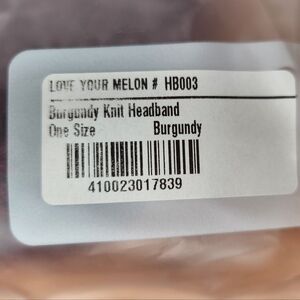 LOVE YOUR MELON # HB003
Burgundy Knit Headband
One Size Burgundy
410023017839